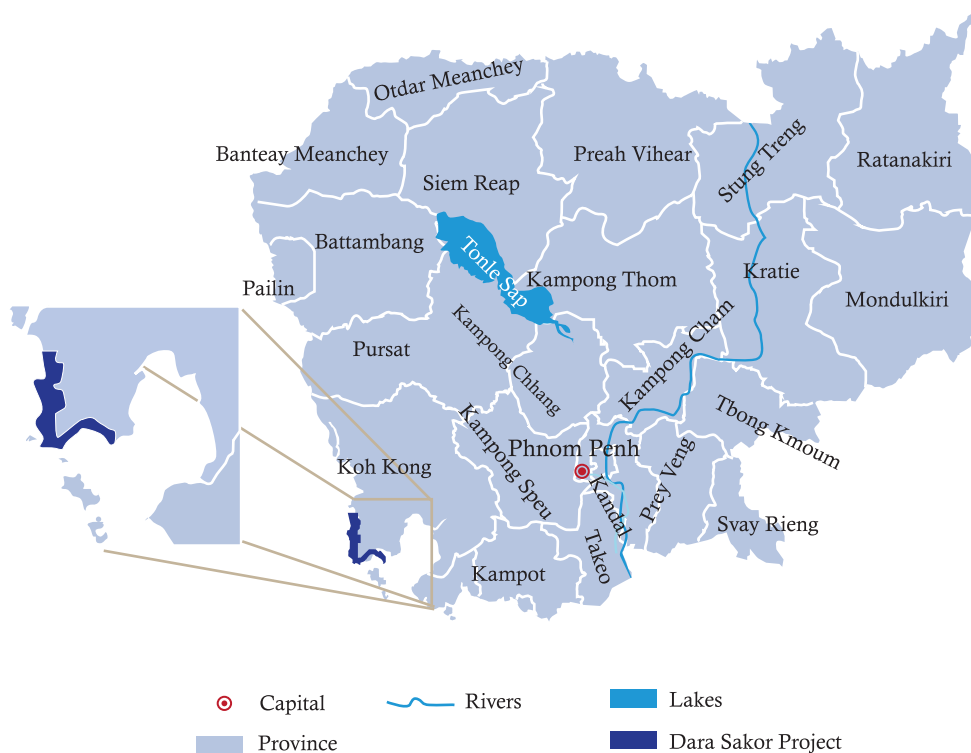 Otdar Meanchey
Banteay Meanchey
Preah Vihear
Stung Treng
Ratanakiri
Siem Reap
Battambang
Tonle Sap
Kampong Thom
Kratie
Pailin
Mondulkiri
Pursat
Kampong Chhang
Kampong Cham
Tbong Kmoum
Koh Kong
Kampong Speu
Phnom Penh
Kandal
Prey Veng
Svay Rieng
Kampot
Takeo
Capital
Rivers
Lakes
Province
Dara Sakor Project